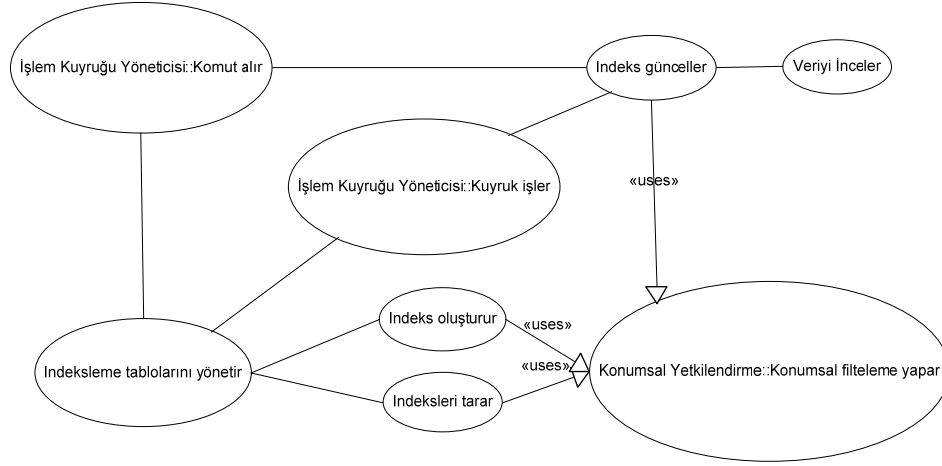 İşlem Kuyruğu Yöneticisi::Komut alır
Indeks günceller
Veriyi İnceler
İşlem Kuyruğu Yöneticisi::Kuyruk işler
«uses»
Indeks oluşturur
«uses»
«uses»
Indeksleme tablolarını yönetir
Konumsal Yetkilendirme::Konumsal filteleme yapar
Indeksleri tarar